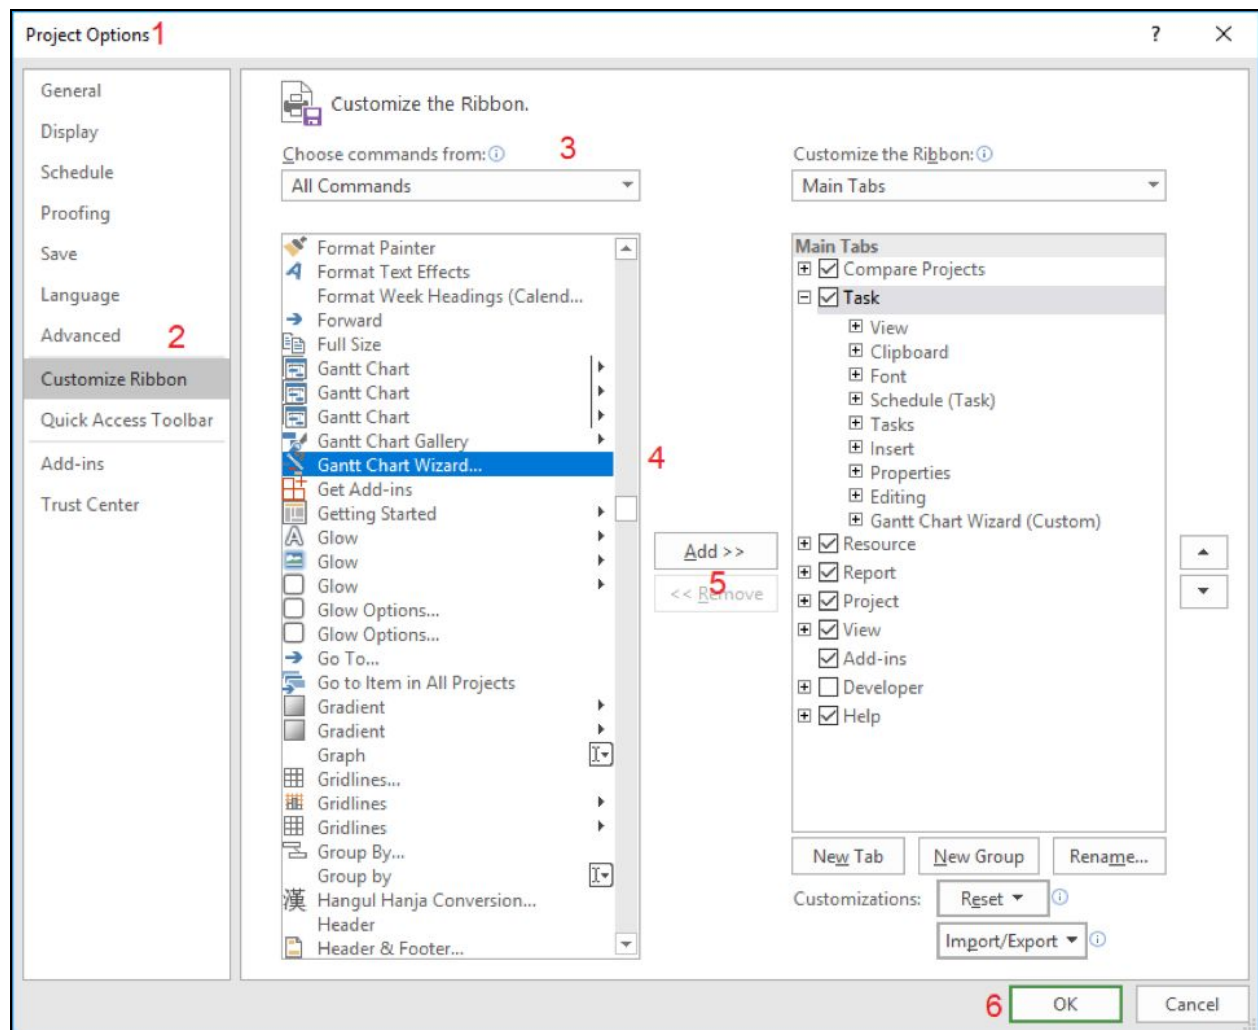 Project Options 1
?
General
Display
Schedule
Proofing
Save
Language
Advanced
2
Customize Ribbon
Quick Access Toolbar
Add-ins
Trust Center
Customize the Ribbon.
Choose commands from:
3
All Commands
Format Painter
Format Text Effects
Format Week Headings (Calend...
Forward
Full Size
Gantt Chart
Gantt Chart
Gantt Chart
Gantt Chart Gallery
Gantt Chart Wizard...
Get Add-ins
Getting Started
Glow
Glow
Glow
Glow Options...
Glow Options...
Go To...
Go to Item in All Projects
Gradient
Gradient
Graph
Gridlines...
Gridlines
Gridlines
Group By...
Group by
漢 Hangul Hanja Conversion...
Header
Header & Footer...
4
Add >>
5
<< Remove
Customize the Ribbon:
Main Tabs
Main Tabs
Compare Projects
Task
View
Clipboard
Font
Schedule (Task)
Tasks
Insert
Properties
Editing
Gantt Chart Wizard (Custom)
Resource
Report
Project
View
Add-ins
Developer
Help
New Tab
New Group
Rename...
Customizations:
Reset
Import/Export
6
OK
Cancel